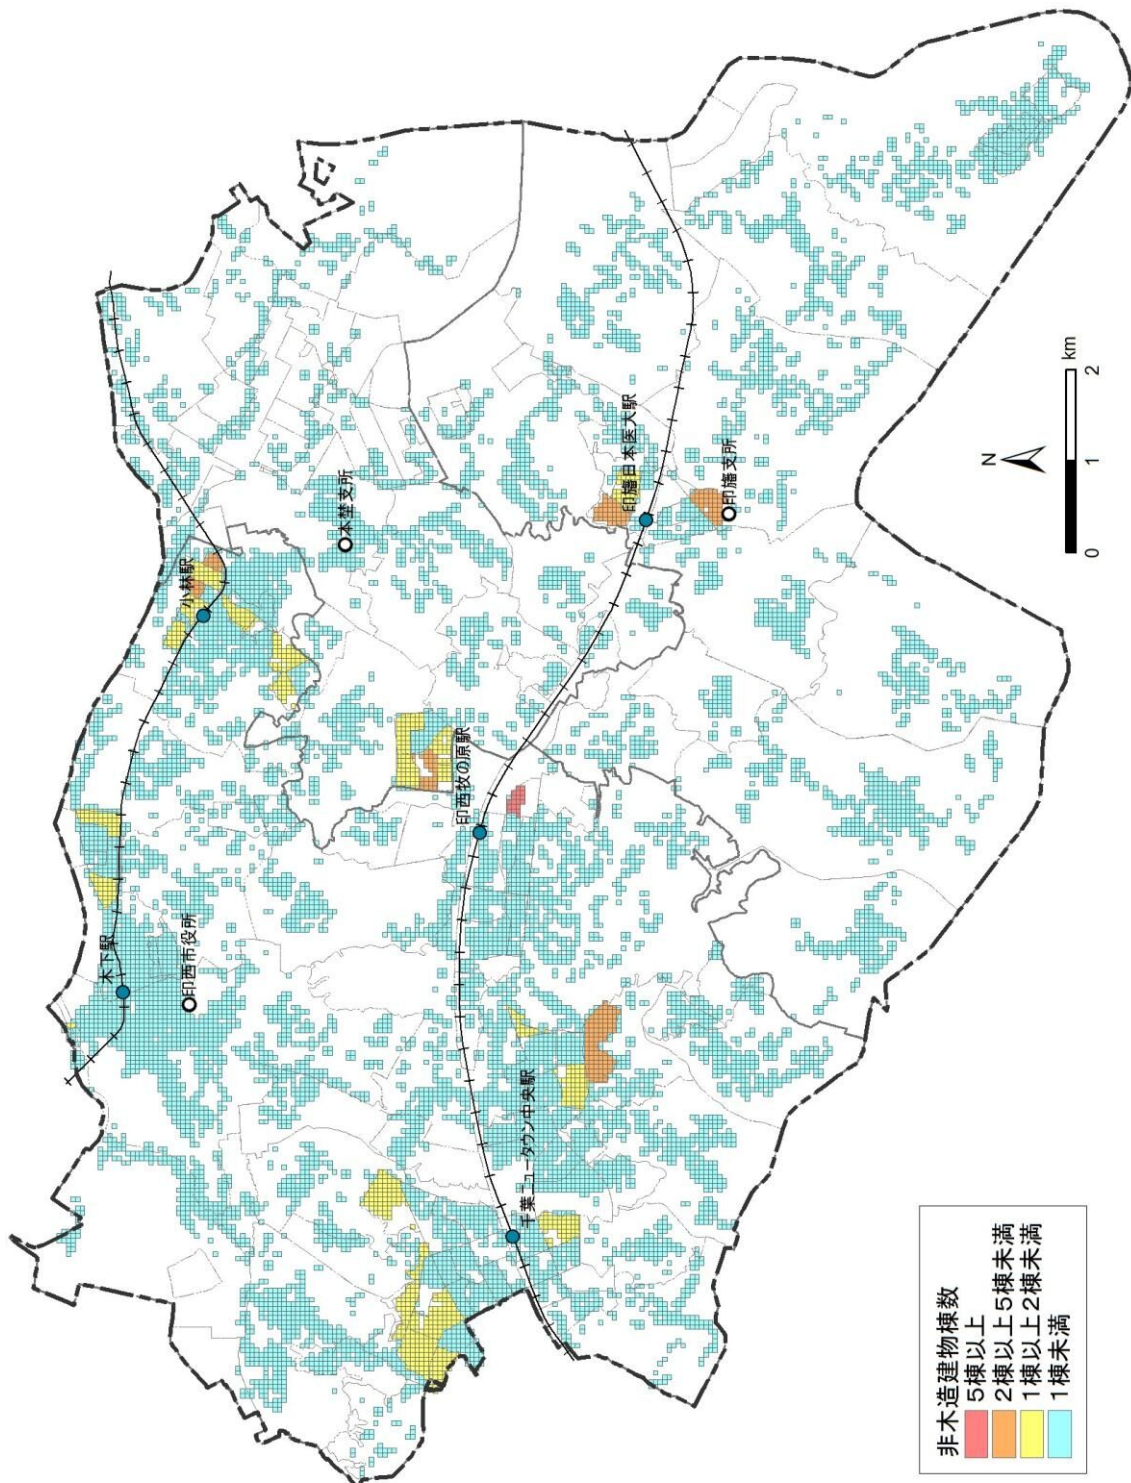 木下駅
印西市役所
小林駅
本埜支所
印西牧の原駅
千葉ニュータウン中央駅
印旛日本医大駅
印旛支所
N
0 1 2 km
非木造建物棟数
5棟以上
2棟以上5棟未満
1棟以上2棟未満
1棟未満